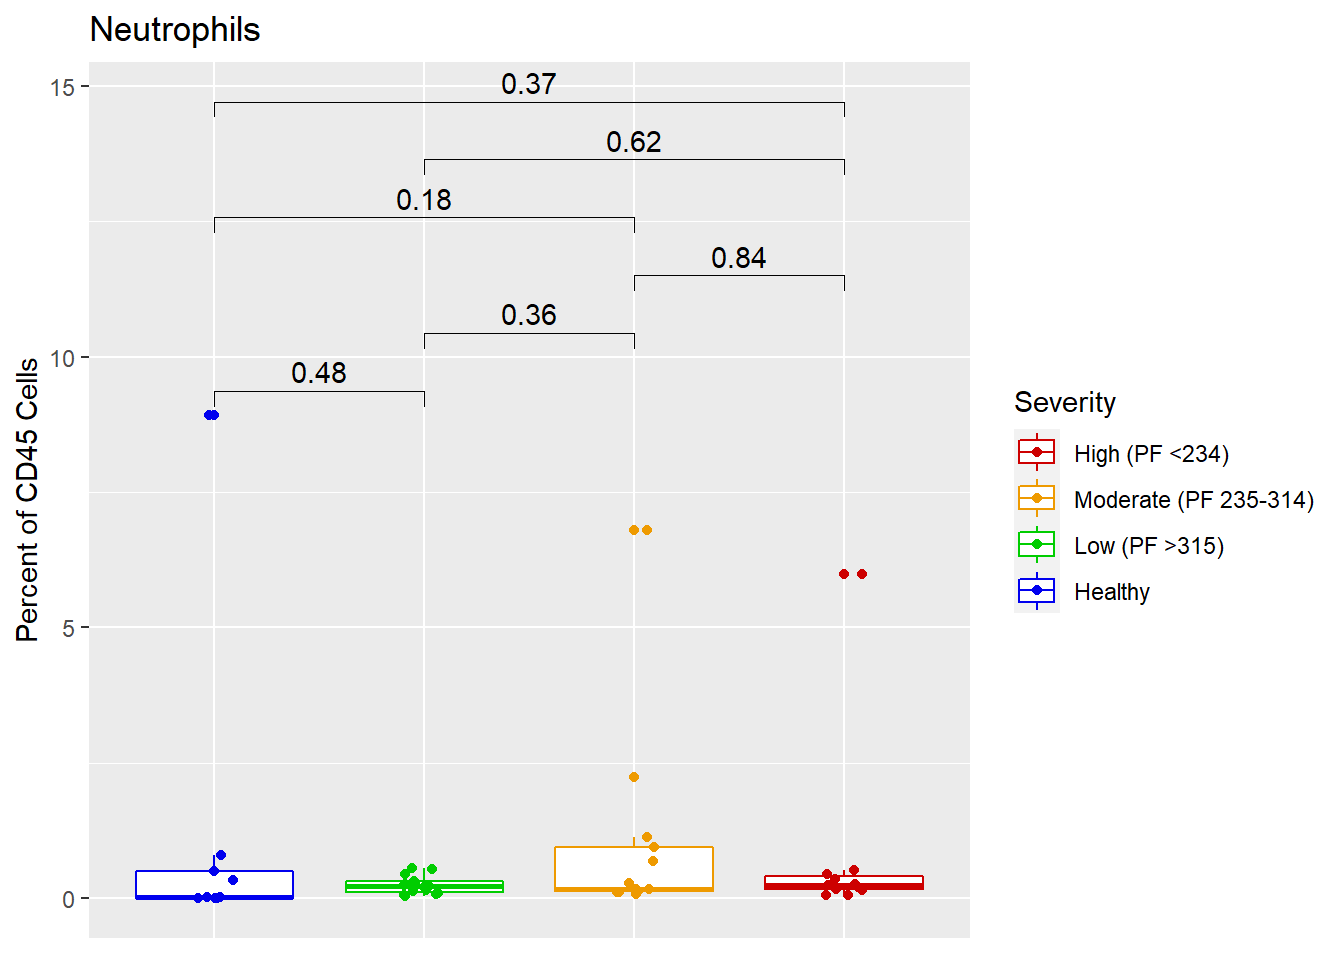 Neutrophils
15
0.37
0.62
0.18
0.84
0.36
10
0.48
Percent of CD45 Cells
5
0
Severity
High (PF <234)
Moderate (PF 235-314)
Low (PF >315)
Healthy